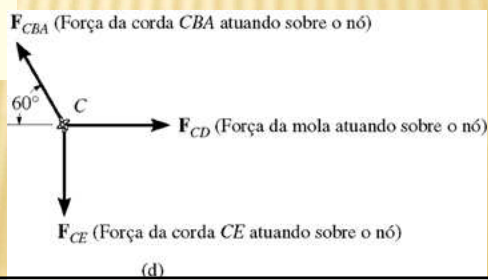 F_CBA (Força da corda CBA atuando sobre o nó)
60°
C
F_CD (Força da mola atuando sobre o nó)
F_CE (Força da corda CE atuando sobre o nó)
(d)